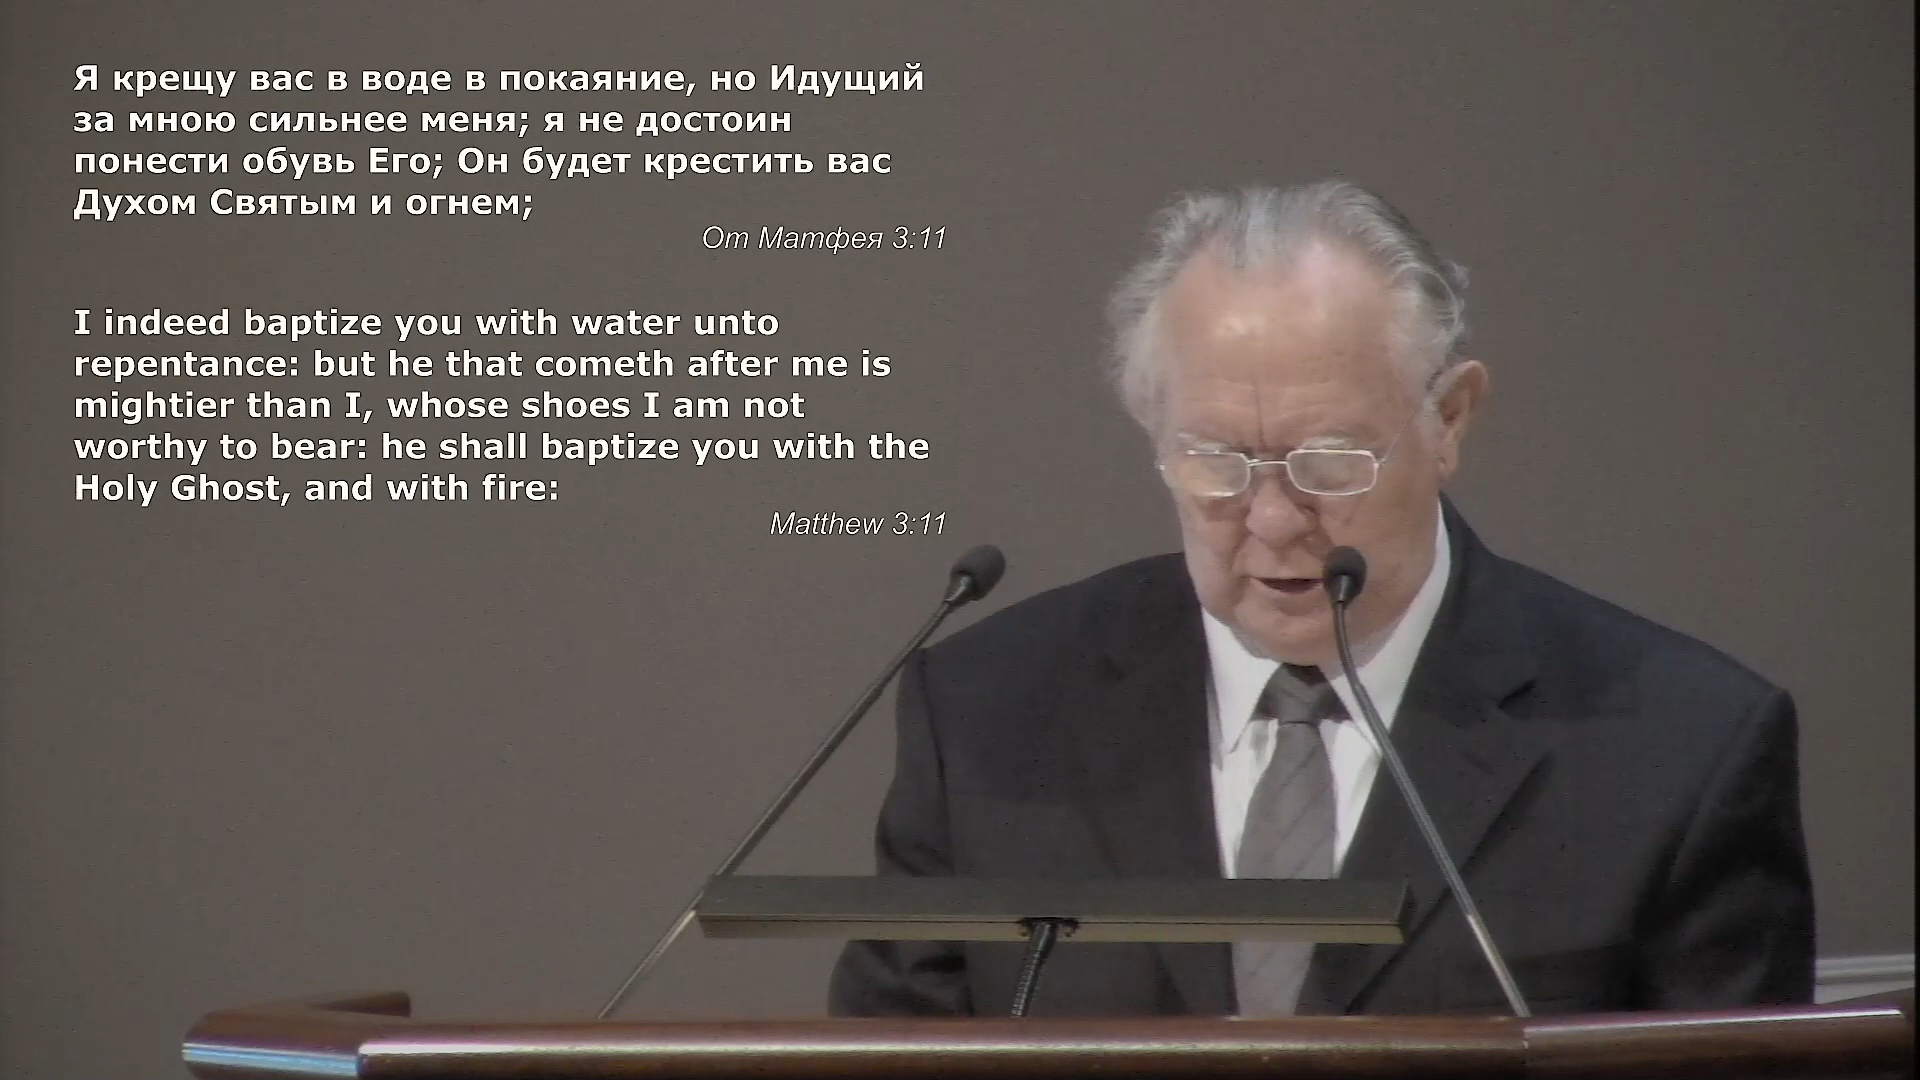 Я крещу вас в воде в покаяние, но Идущий
за мною сильнее меня; я не достоин
понести обувь Его; Он будет крестить вас
Духом Святым и огнем;
От Матфея 3:11
I indeed baptize you with water unto
repentance: but he that cometh after me is
mightier than I, whose shoes I am not
worthy to bear: he shall baptize you with the
Holy Ghost, and with fire:
Matthew 3:11